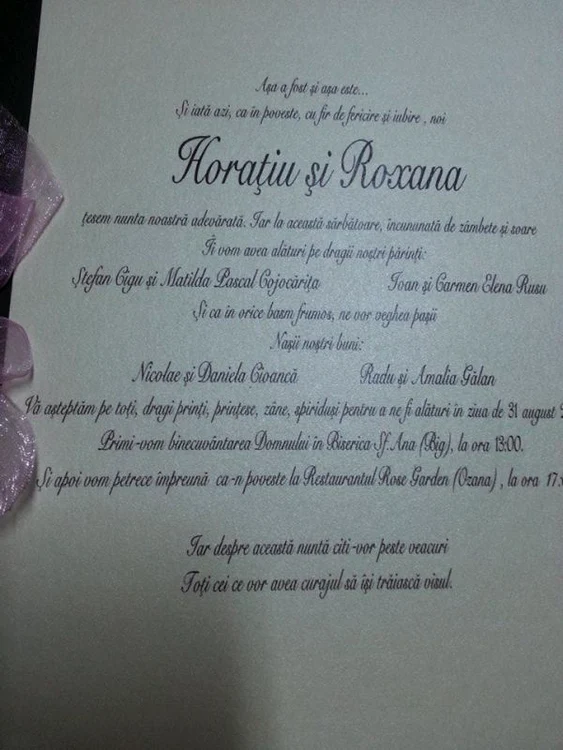 Așa a fost și așa este...
Și iată azi, ca în poveste, cu fir de fericire și iubire , noi
Horaţiu și Roxana
țesem nunta noastră adevărată. Iar la această sărbătoare, încununată de zâmbete și soare
Îi vom avea alături pe dragii noștri părinți:
Ștefan Gigu și Matilda Pascal Cojocărița Ioan și Carmen Elena Rusu
Și ca în orice basm frumos, ne vor veghea pașii
Nașii noștri buni:
Nicolae și Daniela Cioancă Radu și Amalia Gălan
Vă așteptăm pe toți, dragi prinți, prințese, zâne, spiriduși pentru a ne fi alături în ziua de 31 august
Primi-vom binecuvântarea Domnului în Biserica Sf. Ana (Big), la ora 13:00.
Și apoi vom petrece împreună ca-n poveste la Restaurantul Rose Garden (Ozana) , la ora
Iar despre această nuntă citi-vor peste veacuri
Toți cei ce vor avea curajul să își trăiască visul.